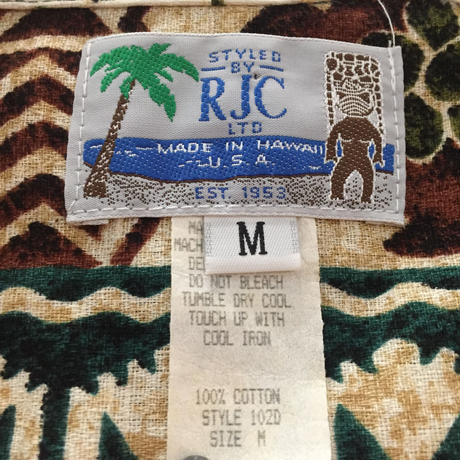 STYLED
BY
RJC
LTD
MADE IN HAWAII
U.S.A.
EST. 1953
M
DO NOT BLEACH
TUMBLE DRY COOL
TOUCH UP WITH
COOL IRON
100% COTTON
STYLE 102D
SIZE M